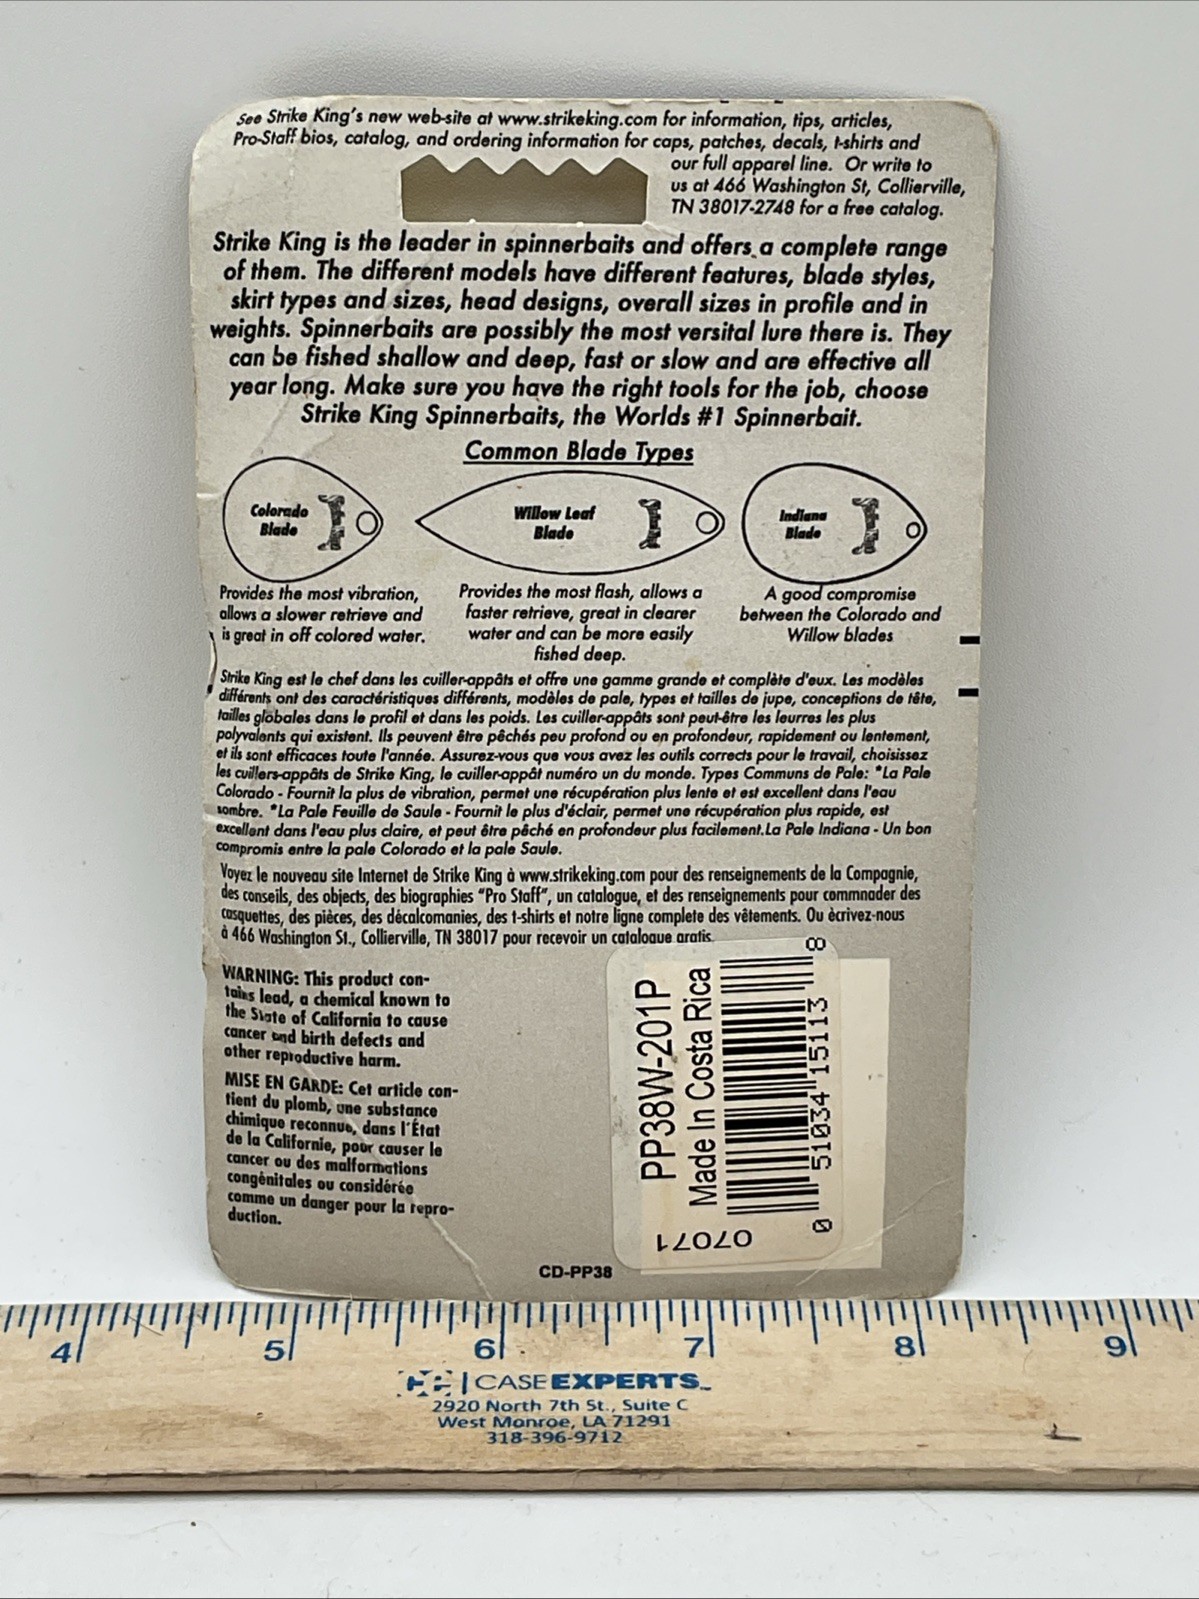 See Strike King's new web-site at www.strikeking.com for information, tips, articles,
Pro-Staff bios, catalog, and ordering information for caps, patches, decals, t-shirts and
our full apparel line. Or write to
us at 466 Washington St, Collierville,
TN 38017-2748 for a free catalog.
Strike King is the leader in spinnerbaits and offers a complete range
of them. The different models have different features, blade styles,
skirt types and sizes, head designs, overall sizes in profile and in
weights. Spinnerbaits are possibly the most versital lure there is. They
can be fished shallow and deep, fast or slow and are effective all
year long. Make sure you have the right tools for the job, choose
Strike King Spinnerbaits, the Worlds #1 Spinnerbait.
Common Blade Types
Colorado
Blade
Willow Leaf
Blade
Indiana
Blade
Provides the most vibration,
allows a slower retrieve and
is great in off colored water.
Provides the most flash, allows a
faster retrieve, great in clearer
water and can be more easily
fished deep.
A good compromise
between the Colorado and
Willow blades
Strike King est le chef dans les cuiller-appâts et offre une gamme grande et complète d'eux. Les modèles
différents ont des caractéristiques différents, modèles de pale, types et tailles de jupe, conceptions de tête,
tailles globales dans le profil et dans les poids. Les cuiller-appâts sont peut-être les leurres les plus
polyvalents qui existent. Ils peuvent être pêchés peu profond ou en profondeur, rapidement ou lentement,
et ils sont efficaces toute l'année. Assurez-vous que vous avez les outils corrects pour le travail, choisissez
les cuillers-appâts de Strike King, le cuiller-appât numéro un du monde. Types Communs de Pale: *La Pale
Colorado - Fournit la plus de vibration, permet une récupération plus lente et est excellent dans l'eau
sombre. *La Pale Feuille de Saule - Fournit le plus d'éclair, permet une récupération plus rapide, est
excellent dans l'eau plus claire, et peut être pêché en profondeur plus facilement.La Pale Indiana - Un bon
compromis entre la pale Colorado et la pale Saule.
Voyez le nouveau site Internet de Strike King à www.strikeking.com pour des renseignements de la Compagnie,
des conseils, des objects, des biographies "Pro Staff", un catalogue, et des renseignements pour commnader des
casquettes, des pièces, des décalcomanies, des t-shirts et notre ligne complete des vêtements. Ou ècrivez-nous
à 466 Washington St., Collierville, TN 38017 pour recevoir un catalogue gratis.
WARNING: This product con-
tains lead, a chemical known to
the State of California to cause
cancer and birth defects and
other reproductive harm.
MISE EN GARDE: Cet article con-
tient du plomb, une substance
chimique reconnue, dans l'État
de la Californie, pour causer le
cancer ou des malformations
congénitales ou considérée
comme un danger pour la repro-
duction.
PP38W-201P
Made In Costa Rica
0 51034 15113 8
07071
CD-PP38
4 5 6 7 8 9
CE | CASE EXPERTS
2920 North 7th St., Suite C
West Monroe, LA 71291
318-396-9712